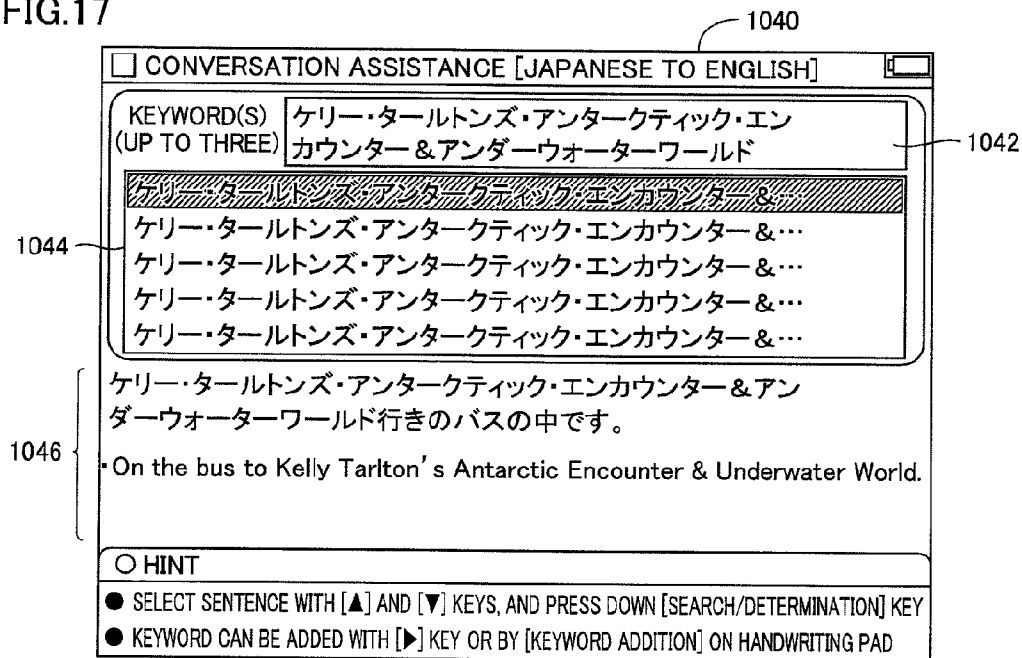 FIG.17
1040
CONVERSATION ASSISTANCE [JAPANESE TO ENGLISH]
KEYWORD(S)
(UP TO THREE)
ケリー・タールトンズ・アンタークティック・エン
カウンター&アンダーウォーターワールド
1042
ケリー・タールトンズ・アンタークティック・エンカウンター&…
1044
ケリー・タールトンズ・アンタークティック・エンカウンター&…
ケリー・タールトンズ・アンタークティック・エンカウンター&…
ケリー・タールトンズ・アンタークティック・エンカウンター&…
ケリー・タールトンズ・アンタークティック・エンカウンター&…
1046
ケリー・タールトンズ・アンタークティック・エンカウンター&アン
ダーウォーターワールド行きのバスの中です。
・On the bus to Kelly Tarlton's Antarctic Encounter & Underwater World.
○ HINT
● SELECT SENTENCE WITH [▲] AND [▼] KEYS, AND PRESS DOWN [SEARCH/DETERMINATION] KEY
● KEYWORD CAN BE ADDED WITH [▶] KEY OR BY [KEYWORD ADDITION] ON HANDWRITING PAD